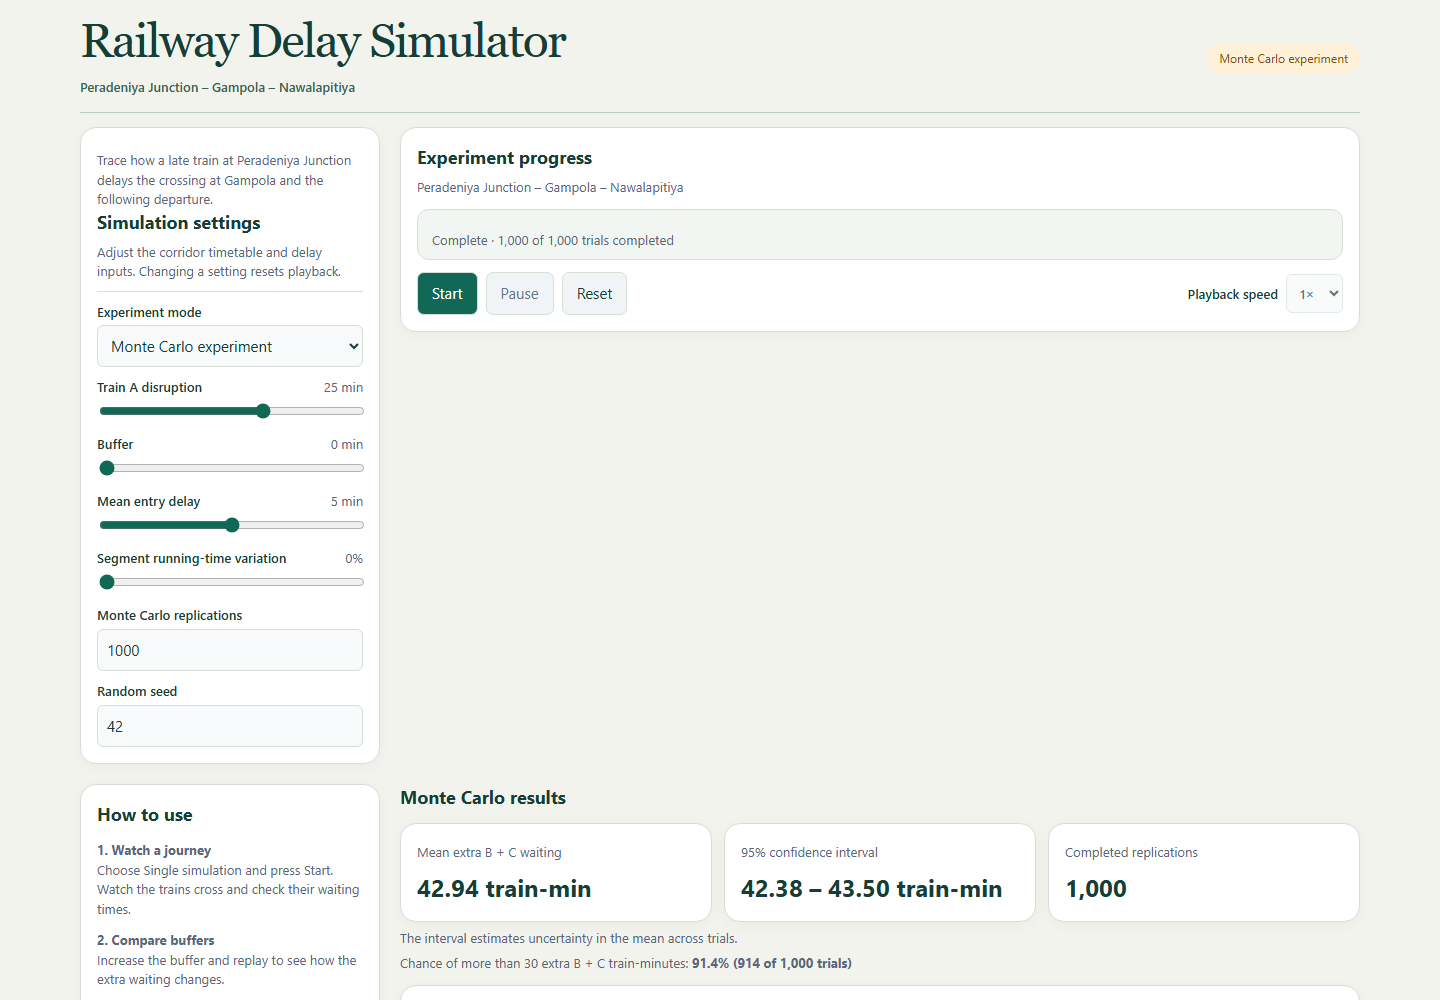 Railway Delay Simulator
Peradeniya Junction – Gampola – Nawalapitiya
Monte Carlo experiment
Trace how a late train at Peradeniya Junction
delays the crossing at Gampola and the
following departure.
Simulation settings
Adjust the corridor timetable and delay
inputs. Changing a setting resets playback.
Experiment mode
Monte Carlo experiment
Train A disruption 25 min
Buffer 0 min
Mean entry delay 5 min
Segment running-time variation 0%
Monte Carlo replications
1000
Random seed
42
Experiment progress
Peradeniya Junction – Gampola – Nawalapitiya
Complete · 1,000 of 1,000 trials completed
Start Pause Reset Playback speed 1×
How to use
1. Watch a journey
Choose Single simulation and press Start.
Watch the trains cross and check their waiting
times.
2. Compare buffers
Increase the buffer and replay to see how the
extra waiting changes.
Monte Carlo results
Mean extra B + C waiting
42.94 train-min
95% confidence interval
42.38 – 43.50 train-min
Completed replications
1,000
The interval estimates uncertainty in the mean across trials.
Chance of more than 30 extra B + C train-minutes: 91.4% (914 of 1,000 trials)